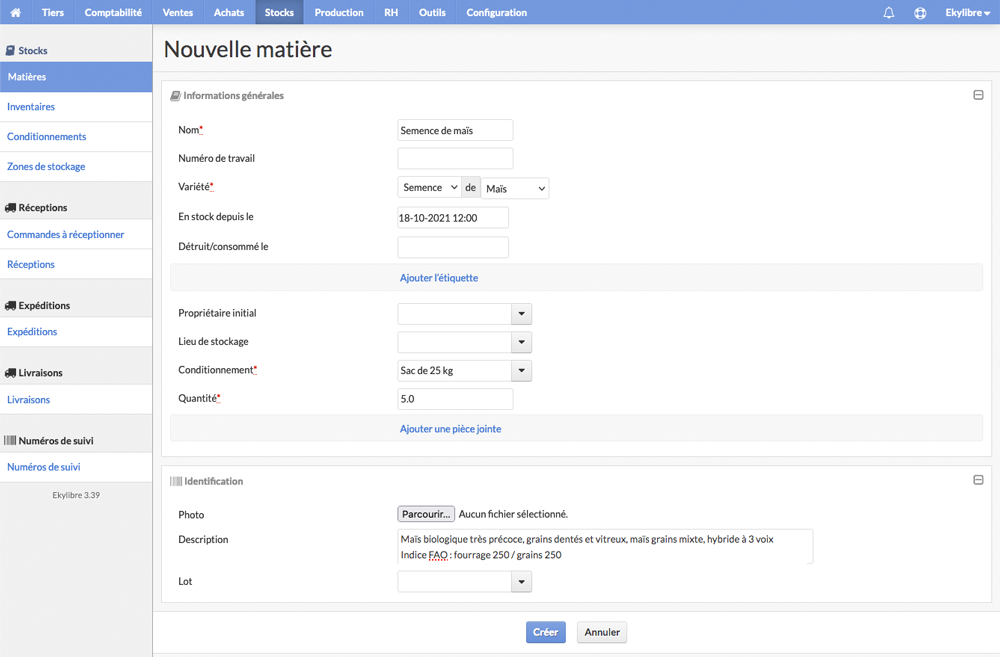 Tiers Comptabilité Ventes Achats Stocks Production RH Outils Configuration Ekylibre
Stocks
Matières
Inventaires
Conditionnements
Zones de stockage
Réceptions
Commandes à réceptionner
Réceptions
Expéditions
Expéditions
Livraisons
Livraisons
Numéros de suivi
Numéros de suivi
Ekylibre 3.39
Nouvelle matière
Informations générales
Nom* Semence de maïs
Numéro de travail
Variété* Semence de Maïs
En stock depuis le 18-10-2021 12:00
Détruit/consommé le
Ajouter l'étiquette
Propriétaire initial
Lieu de stockage
Conditionnement* Sac de 25 kg
Quantité* 5.0
Ajouter une pièce jointe
Identification
Photo Parcourir... Aucun fichier sélectionné.
Description Maïs biologique très précoce, grains dentés et vitreux, maïs grains mixte, hybride à 3 voix
Indice FAO : fourrage 250 / grains 250
Lot
Créer Annuler